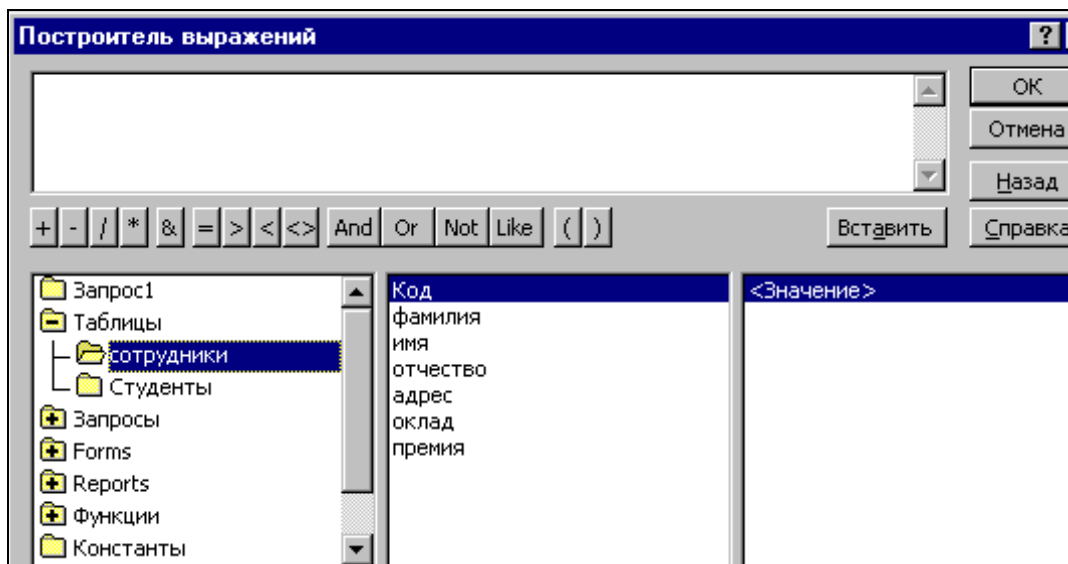 Построитель выражений ?
OK
Отмена
Назад
+ - / * & = > < <> And Or Not Like ( ) Вставить Справка
Запрос1
Таблицы
сотрудники
Студенты
Запросы
Forms
Reports
Функции
Константы
Код
фамилия
имя
отчество
адрес
оклад
премия
<Значение>